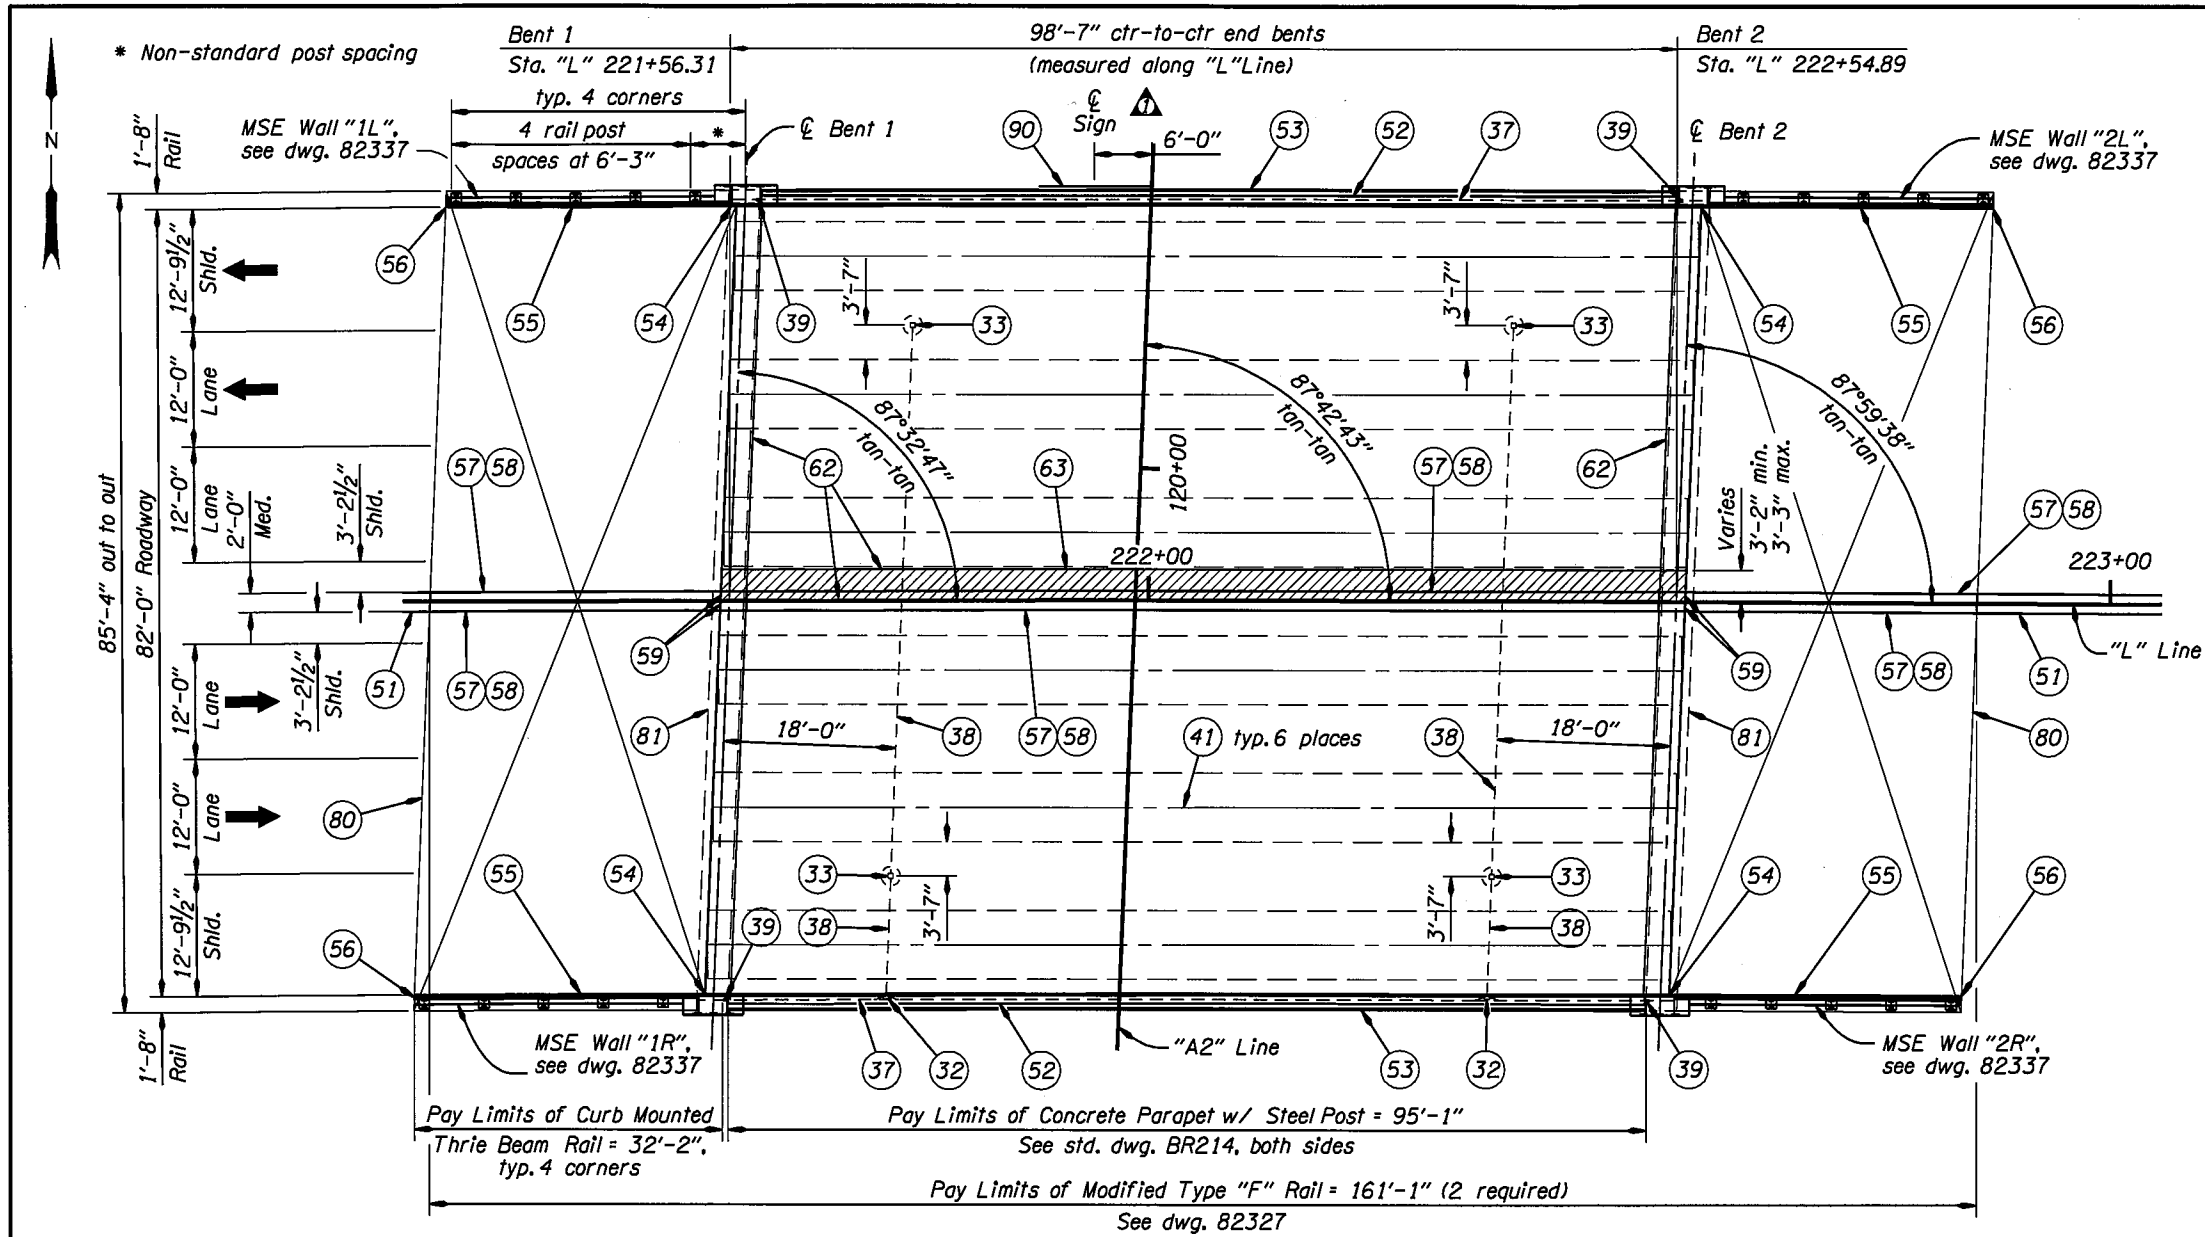 * Non-standard post spacing
Bent 1
Sta. "L" 221+56.31
98'-7" ctr-to-ctr end bents
(measured along "L"Line)
Bent 2
Sta. "L" 222+54.89
typ. 4 corners
4 rail post
*
spaces at 6'-3"
℄ Bent 1
℄
Sign
1
6'-0"
90
53
52
37
39
℄ Bent 2
MSE Wall "1L",
see dwg. 82337
MSE Wall "2L",
see dwg. 82337
N
1'-8"
Rail
56
55
54
39
33
33
54
55
56
3'-7"
3'-7"
12'-9½"
Shld.
12'-0"
Lane
12'-0"
Lane
2'-0"
Med.
3'-2½"
Shld.
85'-4" out to out
82'-0" Roadway
87°32'47"
tan-tan
87°42'43"
tan-tan
87°59'38"
tan-tan
57 58
62
63
120+00
57 58
62
Varies
3'-2" min.
3'-3" max.
57 58
222+00
223+00
"L" Line
59
59
51
57 58
3'-2½"
Shld.
12'-0"
Lane
12'-0"
Lane
12'-9½"
Shld.
81
18'-0"
38
57 58
41 typ. 6 places
38
18'-0"
81
57 58
51
80
80
55
54
33
3'-7"
3'-7"
33
54
55
56
56
39
38
38
1'-8"
Rail
MSE Wall "1R",
see dwg. 82337
37
32
52
"A2" Line
53
32
39
MSE Wall "2R",
see dwg. 82337
Pay Limits of Curb Mounted
Thrie Beam Rail = 32'-2",
typ. 4 corners
Pay Limits of Concrete Parapet w/ Steel Post = 95'-1"
See std. dwg. BR214, both sides
Pay Limits of Modified Type "F" Rail = 161'-1" (2 required)
See dwg. 82327